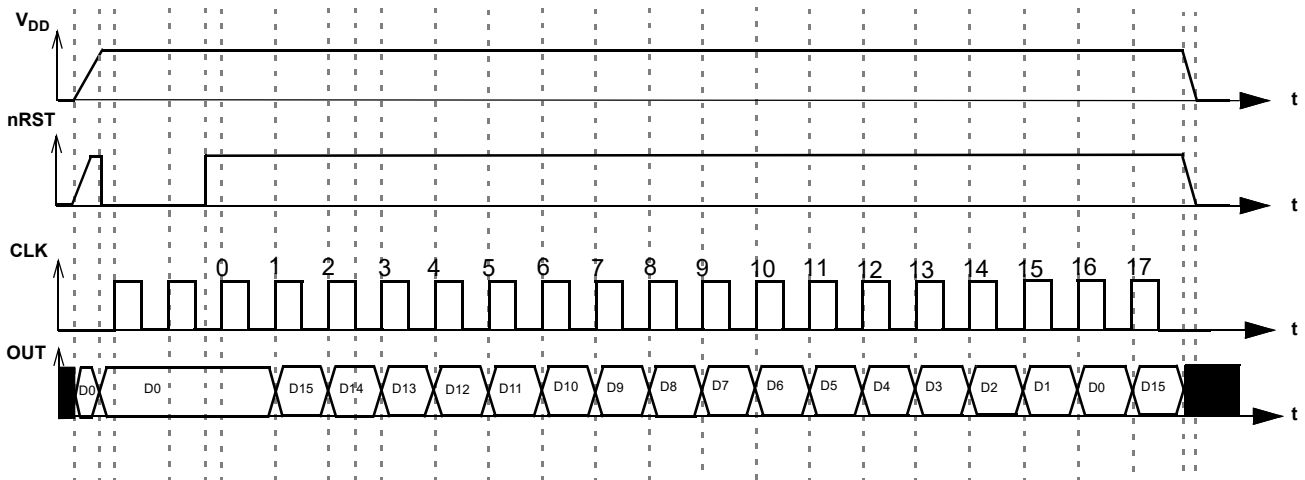 VDD
t
nRST
t
CLK
0 1 2 3 4 5 6 7 8 9 10 11 12 13 14 15 16 17
t
OUT
D0 D0 D15 D14 D13 D12 D11 D10 D9 D8 D7 D6 D5 D4 D3 D2 D1 D0 D15
t